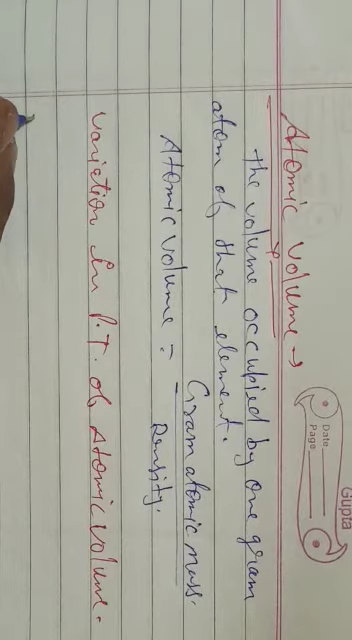 Gupta
Date
Page
Atomic volume →
the volume occupied by one gram
atom of that element.
Atomic volume = Gram atomic mass.
Density.
Variation in P.T. of Atomic volume.